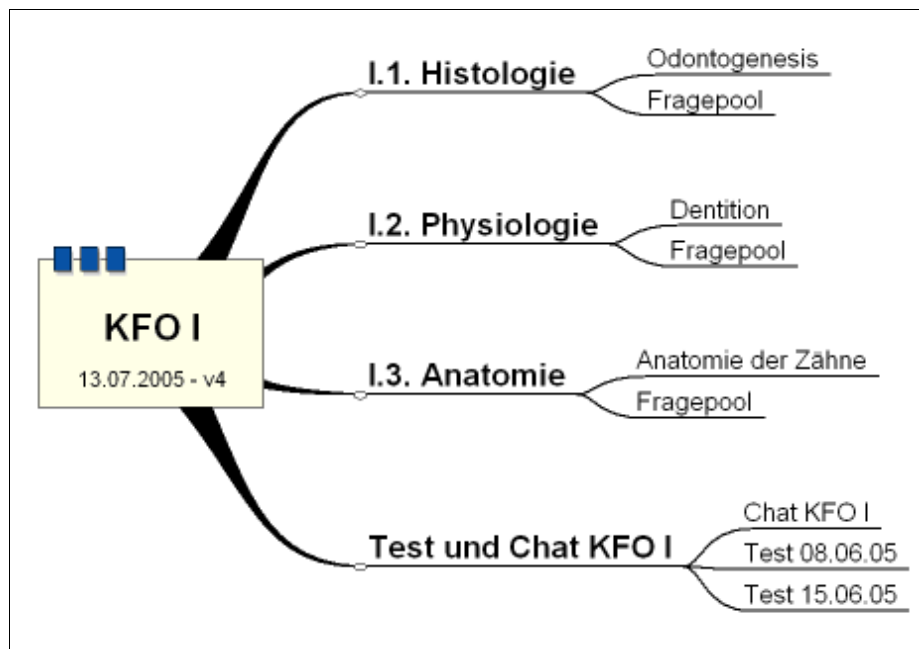 KFO I
13.07.2005 - v4
I.1. Histologie
Odontogenesis
Fragepool
I.2. Physiologie
Dentition
Fragepool
I.3. Anatomie
Anatomie der Zähne
Fragepool
Test und Chat KFO I
Chat KFO I
Test 08.06.05
Test 15.06.05